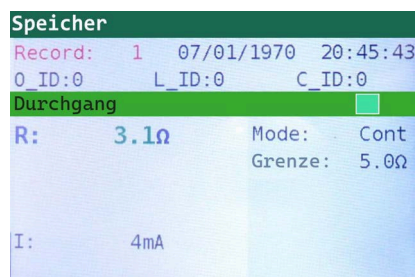 Speicher
Record: 1 07/01/1970 20:45:43
O_ID:0 L_ID:0 C_ID:0
Durchgang
R: 3.1Ω Mode: Cont
Grenze: 5.0Ω
I: 4mA